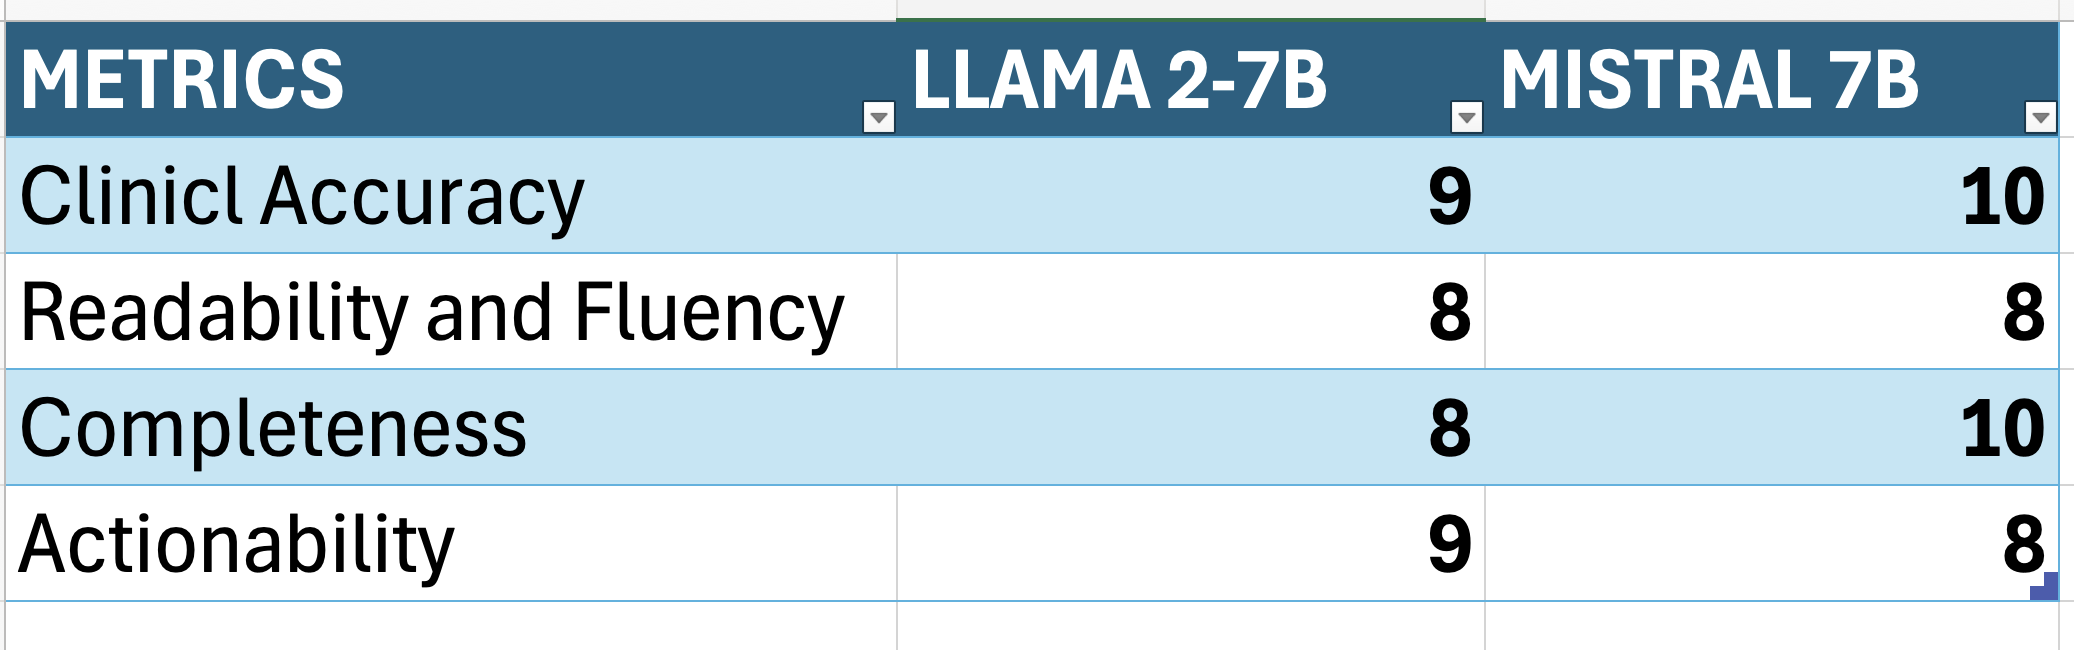 METRICS LLAMA 2-7B MISTRAL 7B
Clinicl Accuracy 9 10
Readability and Fluency 8 8
Completeness 8 10
Actionability 9 8